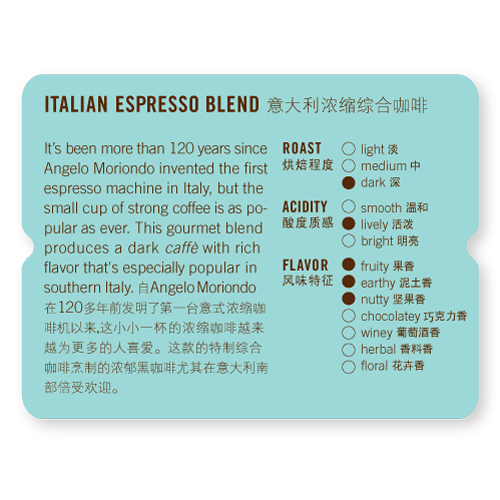 ITALIAN ESPRESSO BLEND 意大利浓缩综合咖啡
It's been more than 120 years since
Angelo Moriondo invented the first
espresso machine in Italy, but the
small cup of strong coffee is as po-
pular as ever. This gourmet blend
produces a dark caffè with rich
flavor that's especially popular in
southern Italy. 自Angelo Moriondo
在120多年前发明了第一台意式浓缩咖
啡机以来,这小小一杯的浓缩咖啡越来
越为更多的人喜爱。这款的特制综合
咖啡烹制的浓郁黑咖啡尤其在意大利南
部倍受欢迎。
ROAST
烘焙程度
light 淡
medium 中
dark 深
ACIDITY
酸度质感
smooth 温和
lively 活泼
bright 明亮
FLAVOR
风味特征
fruity 果香
earthy 泥土香
nutty 坚果香
chocolatey 巧克力香
winey 葡萄酒香
herbal 香料香
floral 花卉香